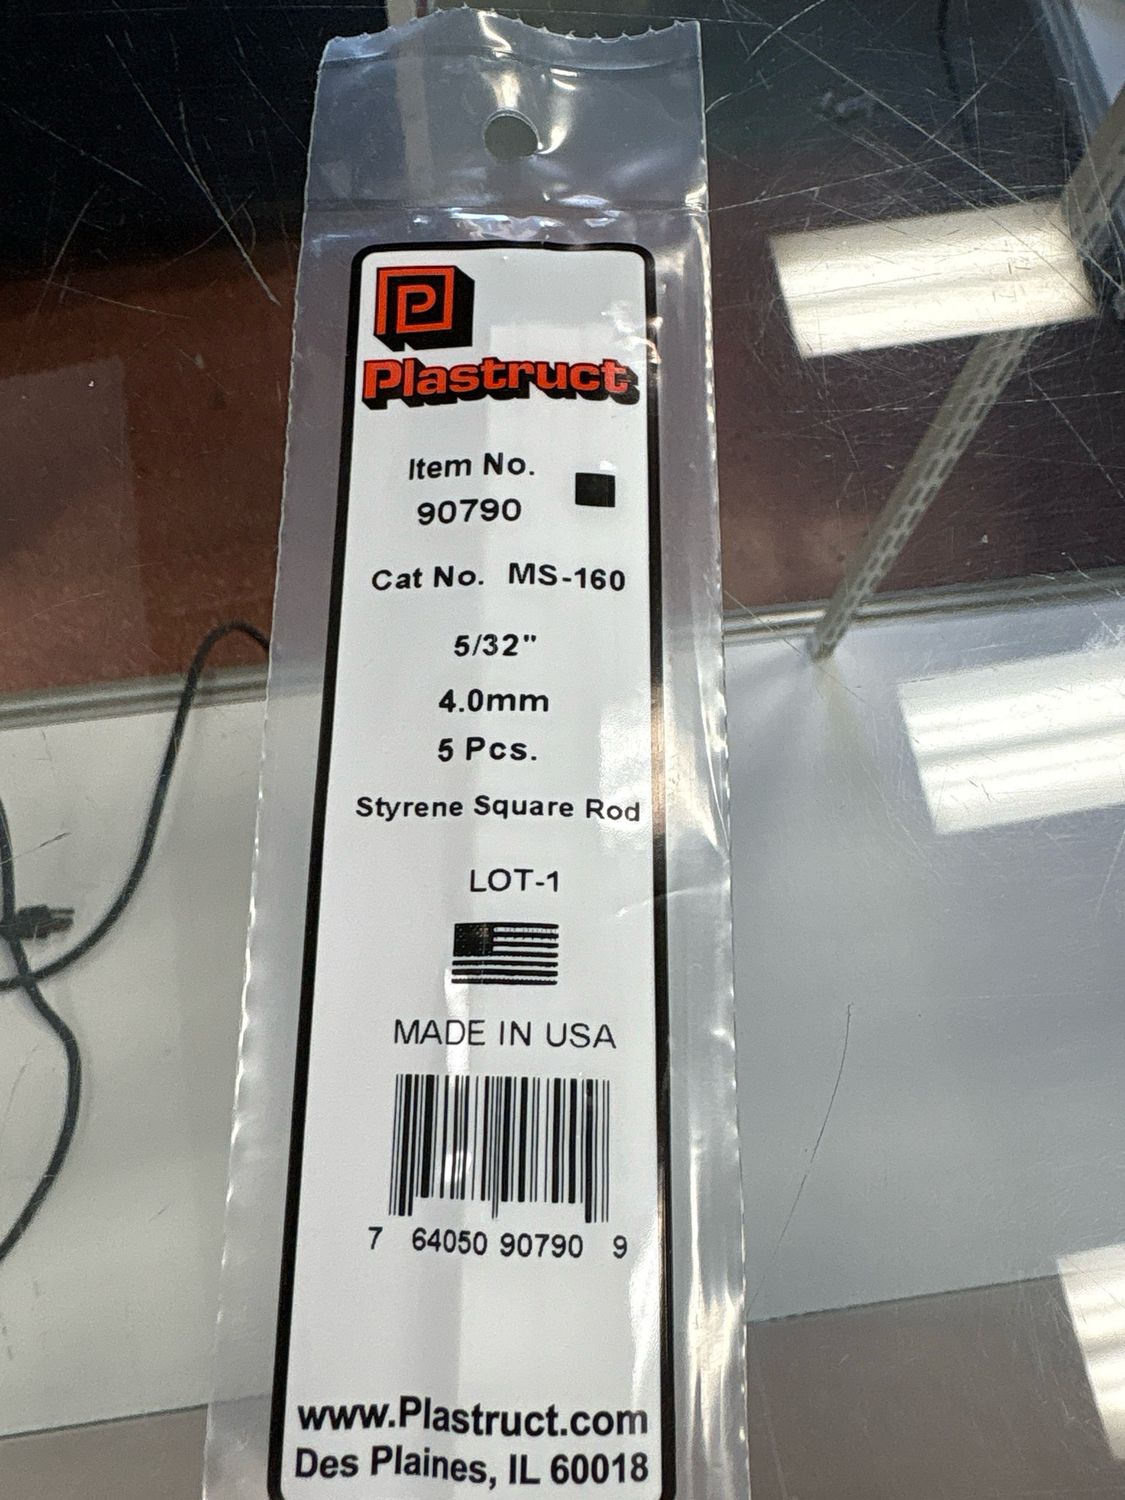 P
Plastruct
Item No.
90790
Cat No. MS-160
5/32"
4.0mm
5 Pcs.
Styrene Square Rod
LOT-1
MADE IN USA
7 64050 90790 9
www.Plastruct.com
Des Plaines, IL 60018